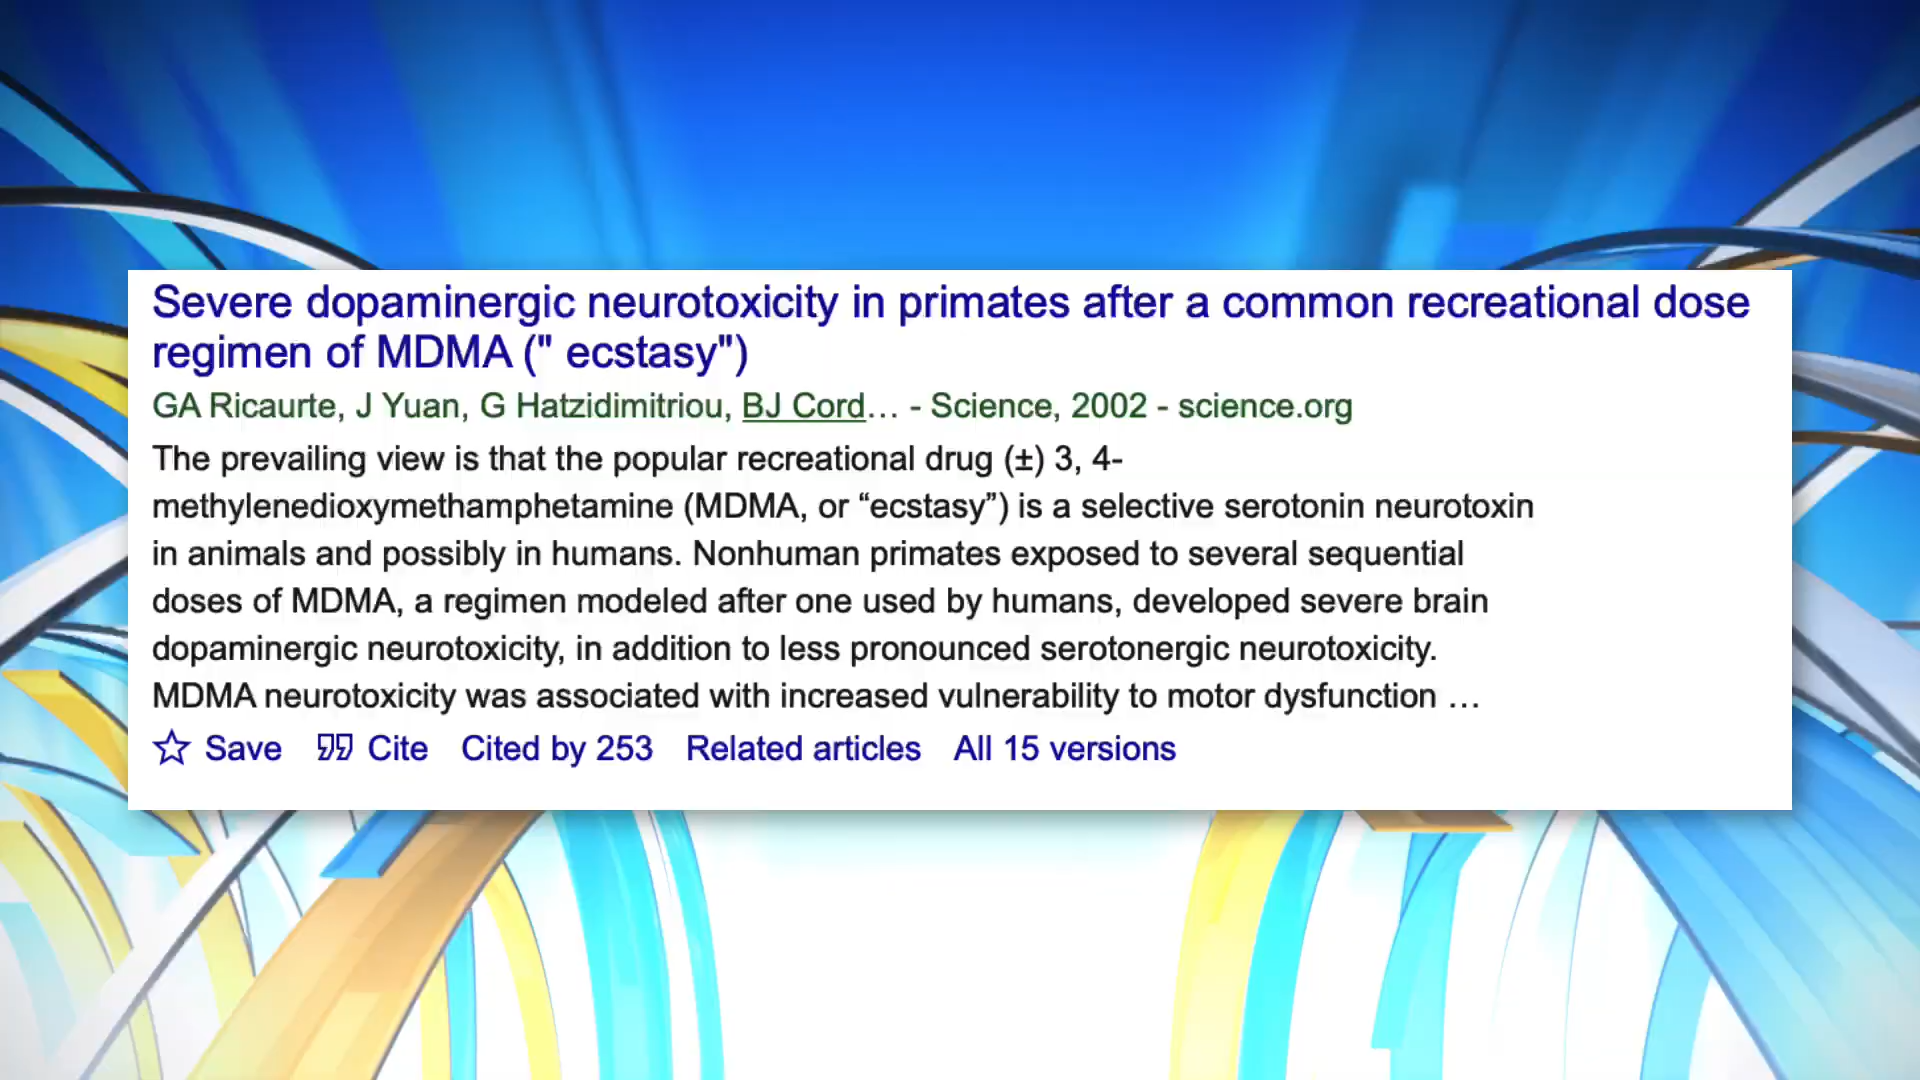 Severe dopaminergic neurotoxicity in primates after a common recreational dose
regimen of MDMA (" ecstasy")
GA Ricaurte, J Yuan, G Hatzidimitriou, BJ Cord… - Science, 2002 - science.org
The prevailing view is that the popular recreational drug (±) 3, 4-
methylenedioxymethamphetamine (MDMA, or “ecstasy”) is a selective serotonin neurotoxin
in animals and possibly in humans. Nonhuman primates exposed to several sequential
doses of MDMA, a regimen modeled after one used by humans, developed severe brain
dopaminergic neurotoxicity, in addition to less pronounced serotonergic neurotoxicity.
MDMA neurotoxicity was associated with increased vulnerability to motor dysfunction …
Save Cite Cited by 253 Related articles All 15 versions